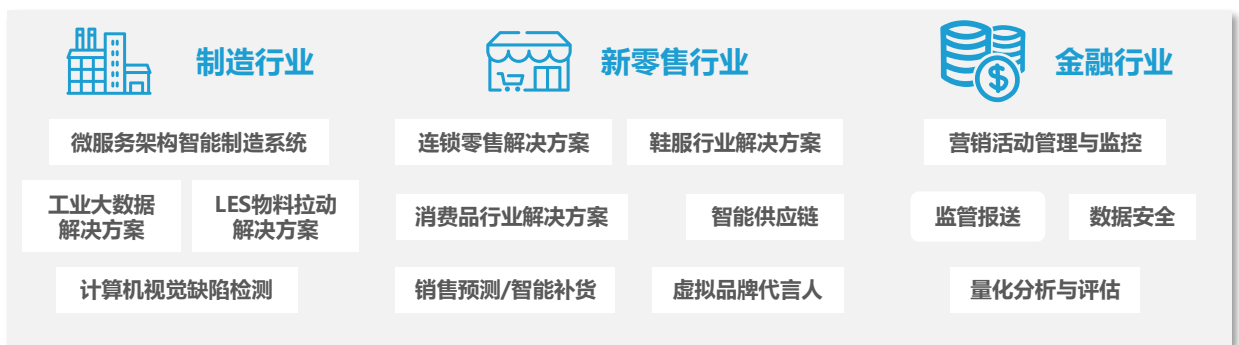 制造行业
微服务架构智能制造系统
工业大数据
解决方案
LES物料拉动
解决方案
计算机视觉缺陷检测
新零售行业
连锁零售解决方案
鞋服行业解决方案
消费品行业解决方案
智能供应链
销售预测/智能补货
虚拟品牌代言人
$
金融行业
营销活动管理与监控
监管报送
数据安全
量化分析与评估